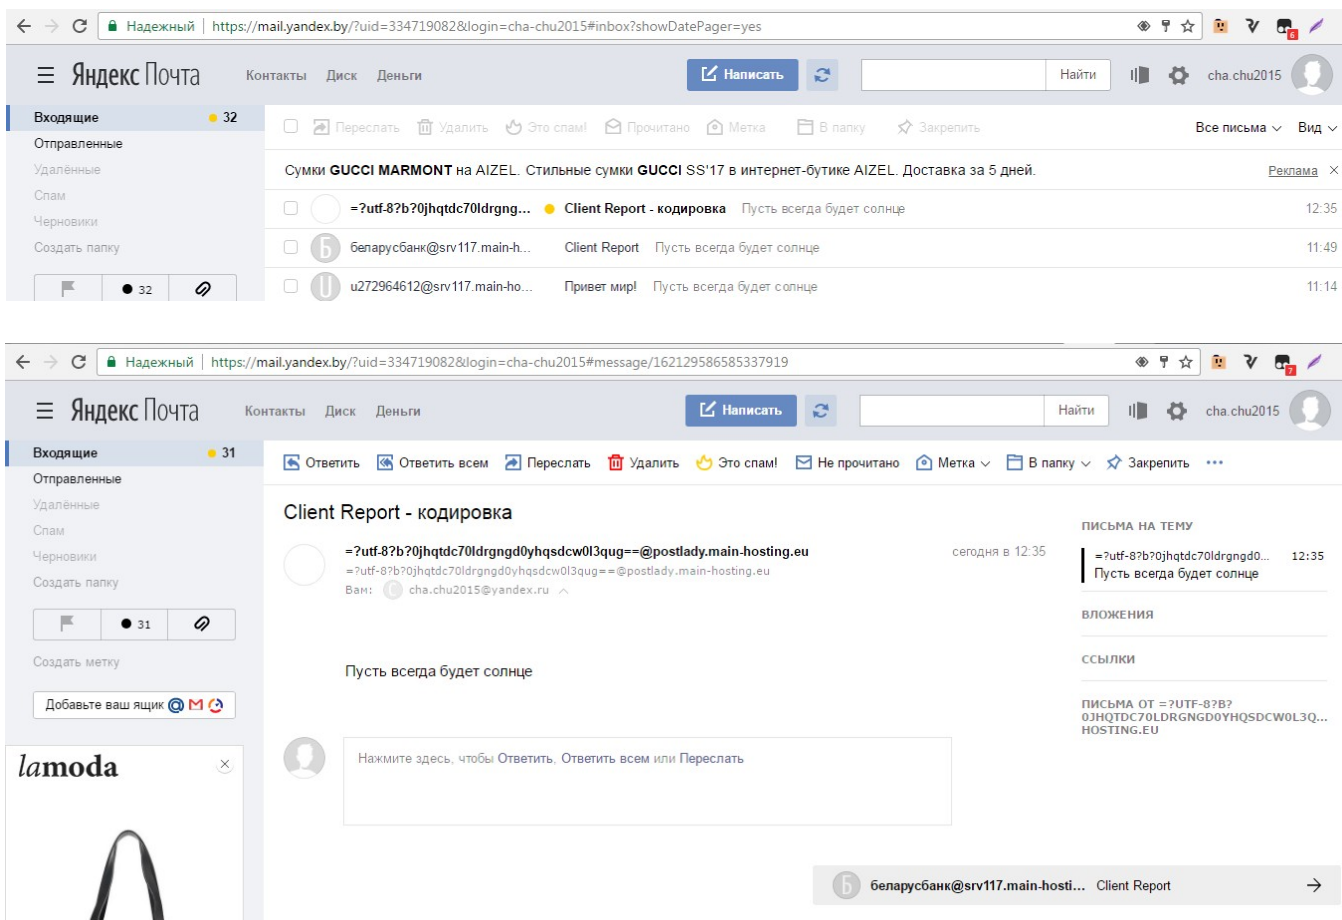 Надежный | https://mail.yandex.by/?uid=334719082&login=cha-chu2015#inbox?showDatePager=yes
6
Яндекс Почта Контакты Диск Деньги Написать Найти cha.chu2015
Входящие 32
Отправленные
Удалённые
Спам
Черновики
Создать папку
32
Переслать Удалить Это спам! Прочитано Метка В папку Закрепить Все письма Вид
Сумки GUCCI MARMONT на AIZEL. Стильные сумки GUCCI SS'17 в интернет-бутике AIZEL. Доставка за 5 дней. Реклама
=?utf-8?b?0jhqtdc70ldrgng... Client Report - кодировка Пусть всегда будет солнце 12:35
Б беларусбанк@srv117.main-h... Client Report Пусть всегда будет солнце 11:49
U u272964612@srv117.main-ho... Привет мир! Пусть всегда будет солнце 11:14
Надежный | https://mail.yandex.by/?uid=334719082&login=cha-chu2015#message/162129586585337919
7
Яндекс Почта Контакты Диск Деньги Написать Найти cha.chu2015
Входящие 31
Отправленные
Удалённые
Спам
Черновики
Создать папку
31
Создать метку
Добавьте ваш ящик
lamoda
Ответить Ответить всем Переслать Удалить Это спам! Не прочитано Метка В папку Закрепить
Client Report - кодировка
=?utf-8?b?0jhqtdc70ldrgngd0yhqsdcw0l3qug==@postlady.main-hosting.eu сегодня в 12:35
=?utf-8?b?0jhqtdc70ldrgngd0yhqsdcw0l3qug==@postlady.main-hosting.eu
Вам: C cha.chu2015@yandex.ru
Пусть всегда будет солнце
Нажмите здесь, чтобы Ответить, Ответить всем или Переслать
ПИСЬМА НА ТЕМУ
=?utf-8?b?0jhqtdc70ldrgngd0... 12:35
Пусть всегда будет солнце
ВЛОЖЕНИЯ
ССЫЛКИ
ПИСЬМА ОТ =?UTF-8?B?
0JHQTDC70LDRGNGD0YHQSDCW0L3Q...
HOSTING.EU
Б беларусбанк@srv117.main-hosti... Client Report